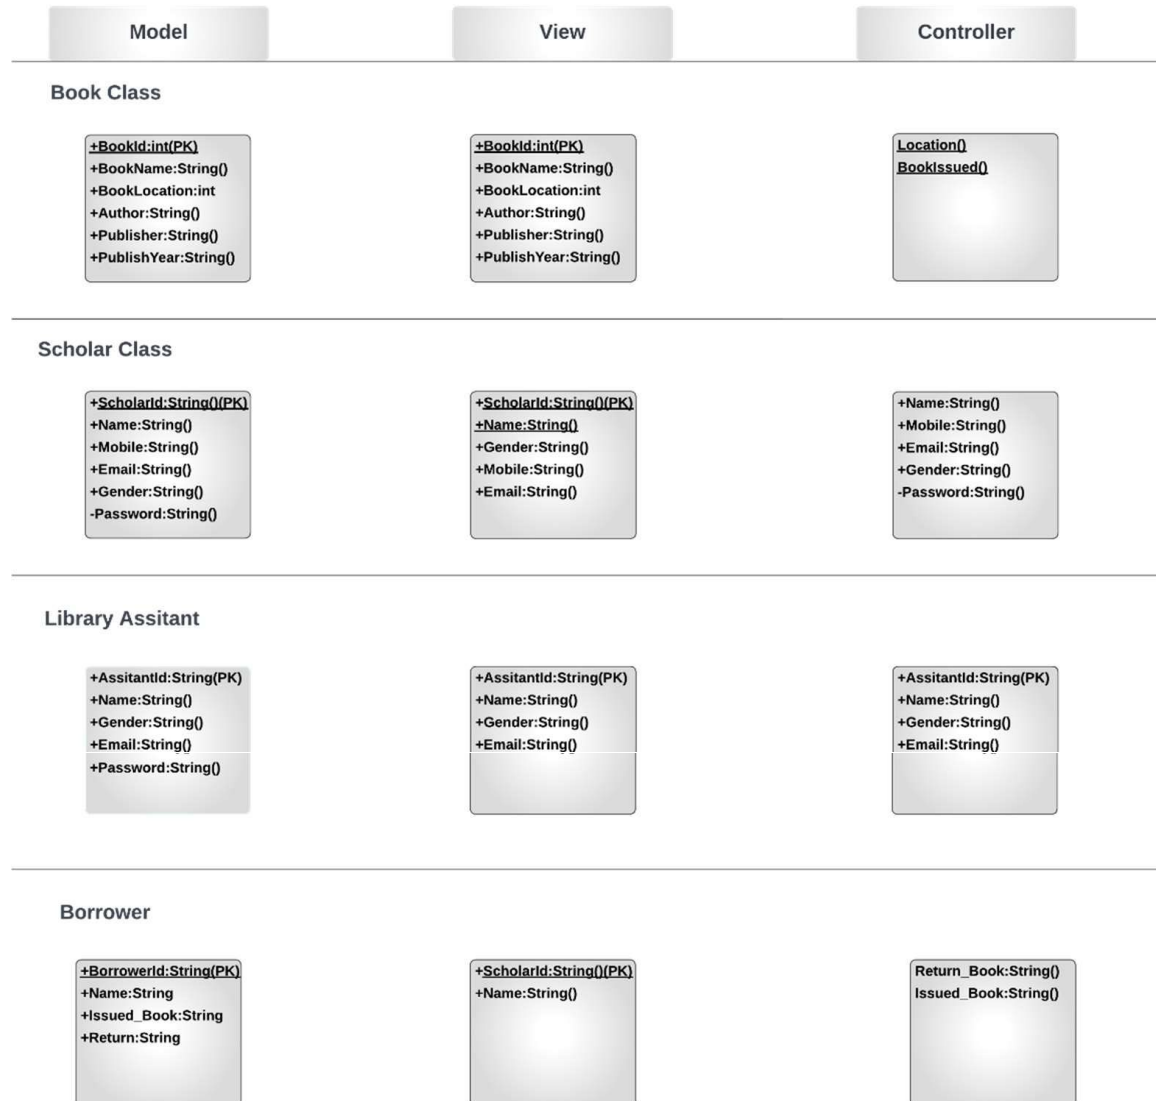 Model
View
Controller
Book Class
+BookId:int(PK)
+BookName:String()
+BookLocation:int
+Author:String()
+Publisher:String()
+PublishYear:String()
+BookId:int(PK)
+BookName:String()
+BookLocation:int
+Author:String()
+Publisher:String()
+PublishYear:String()
Location()
BookIssued()
Scholar Class
+ScholarId:String()(PK)
+Name:String()
+Mobile:String()
+Email:String()
+Gender:String()
-Password:String()
+ScholarId:String()(PK)
+Name:String()
+Gender:String()
+Mobile:String()
+Email:String()
+Name:String()
+Mobile:String()
+Email:String()
+Gender:String()
-Password:String()
Library Assitant
+AssitantId:String(PK)
+Name:String()
+Gender:String()
+Email:String()
+Password:String()
+AssitantId:String(PK)
+Name:String()
+Gender:String()
+Email:String()
+AssitantId:String(PK)
+Name:String()
+Gender:String()
+Email:String()
Borrower
+BorrowerId:String(PK)
+Name:String
+Issued_Book:String
+Return:String
+ScholarId:String()(PK)
+Name:String()
Return_Book:String()
Issued_Book:String()